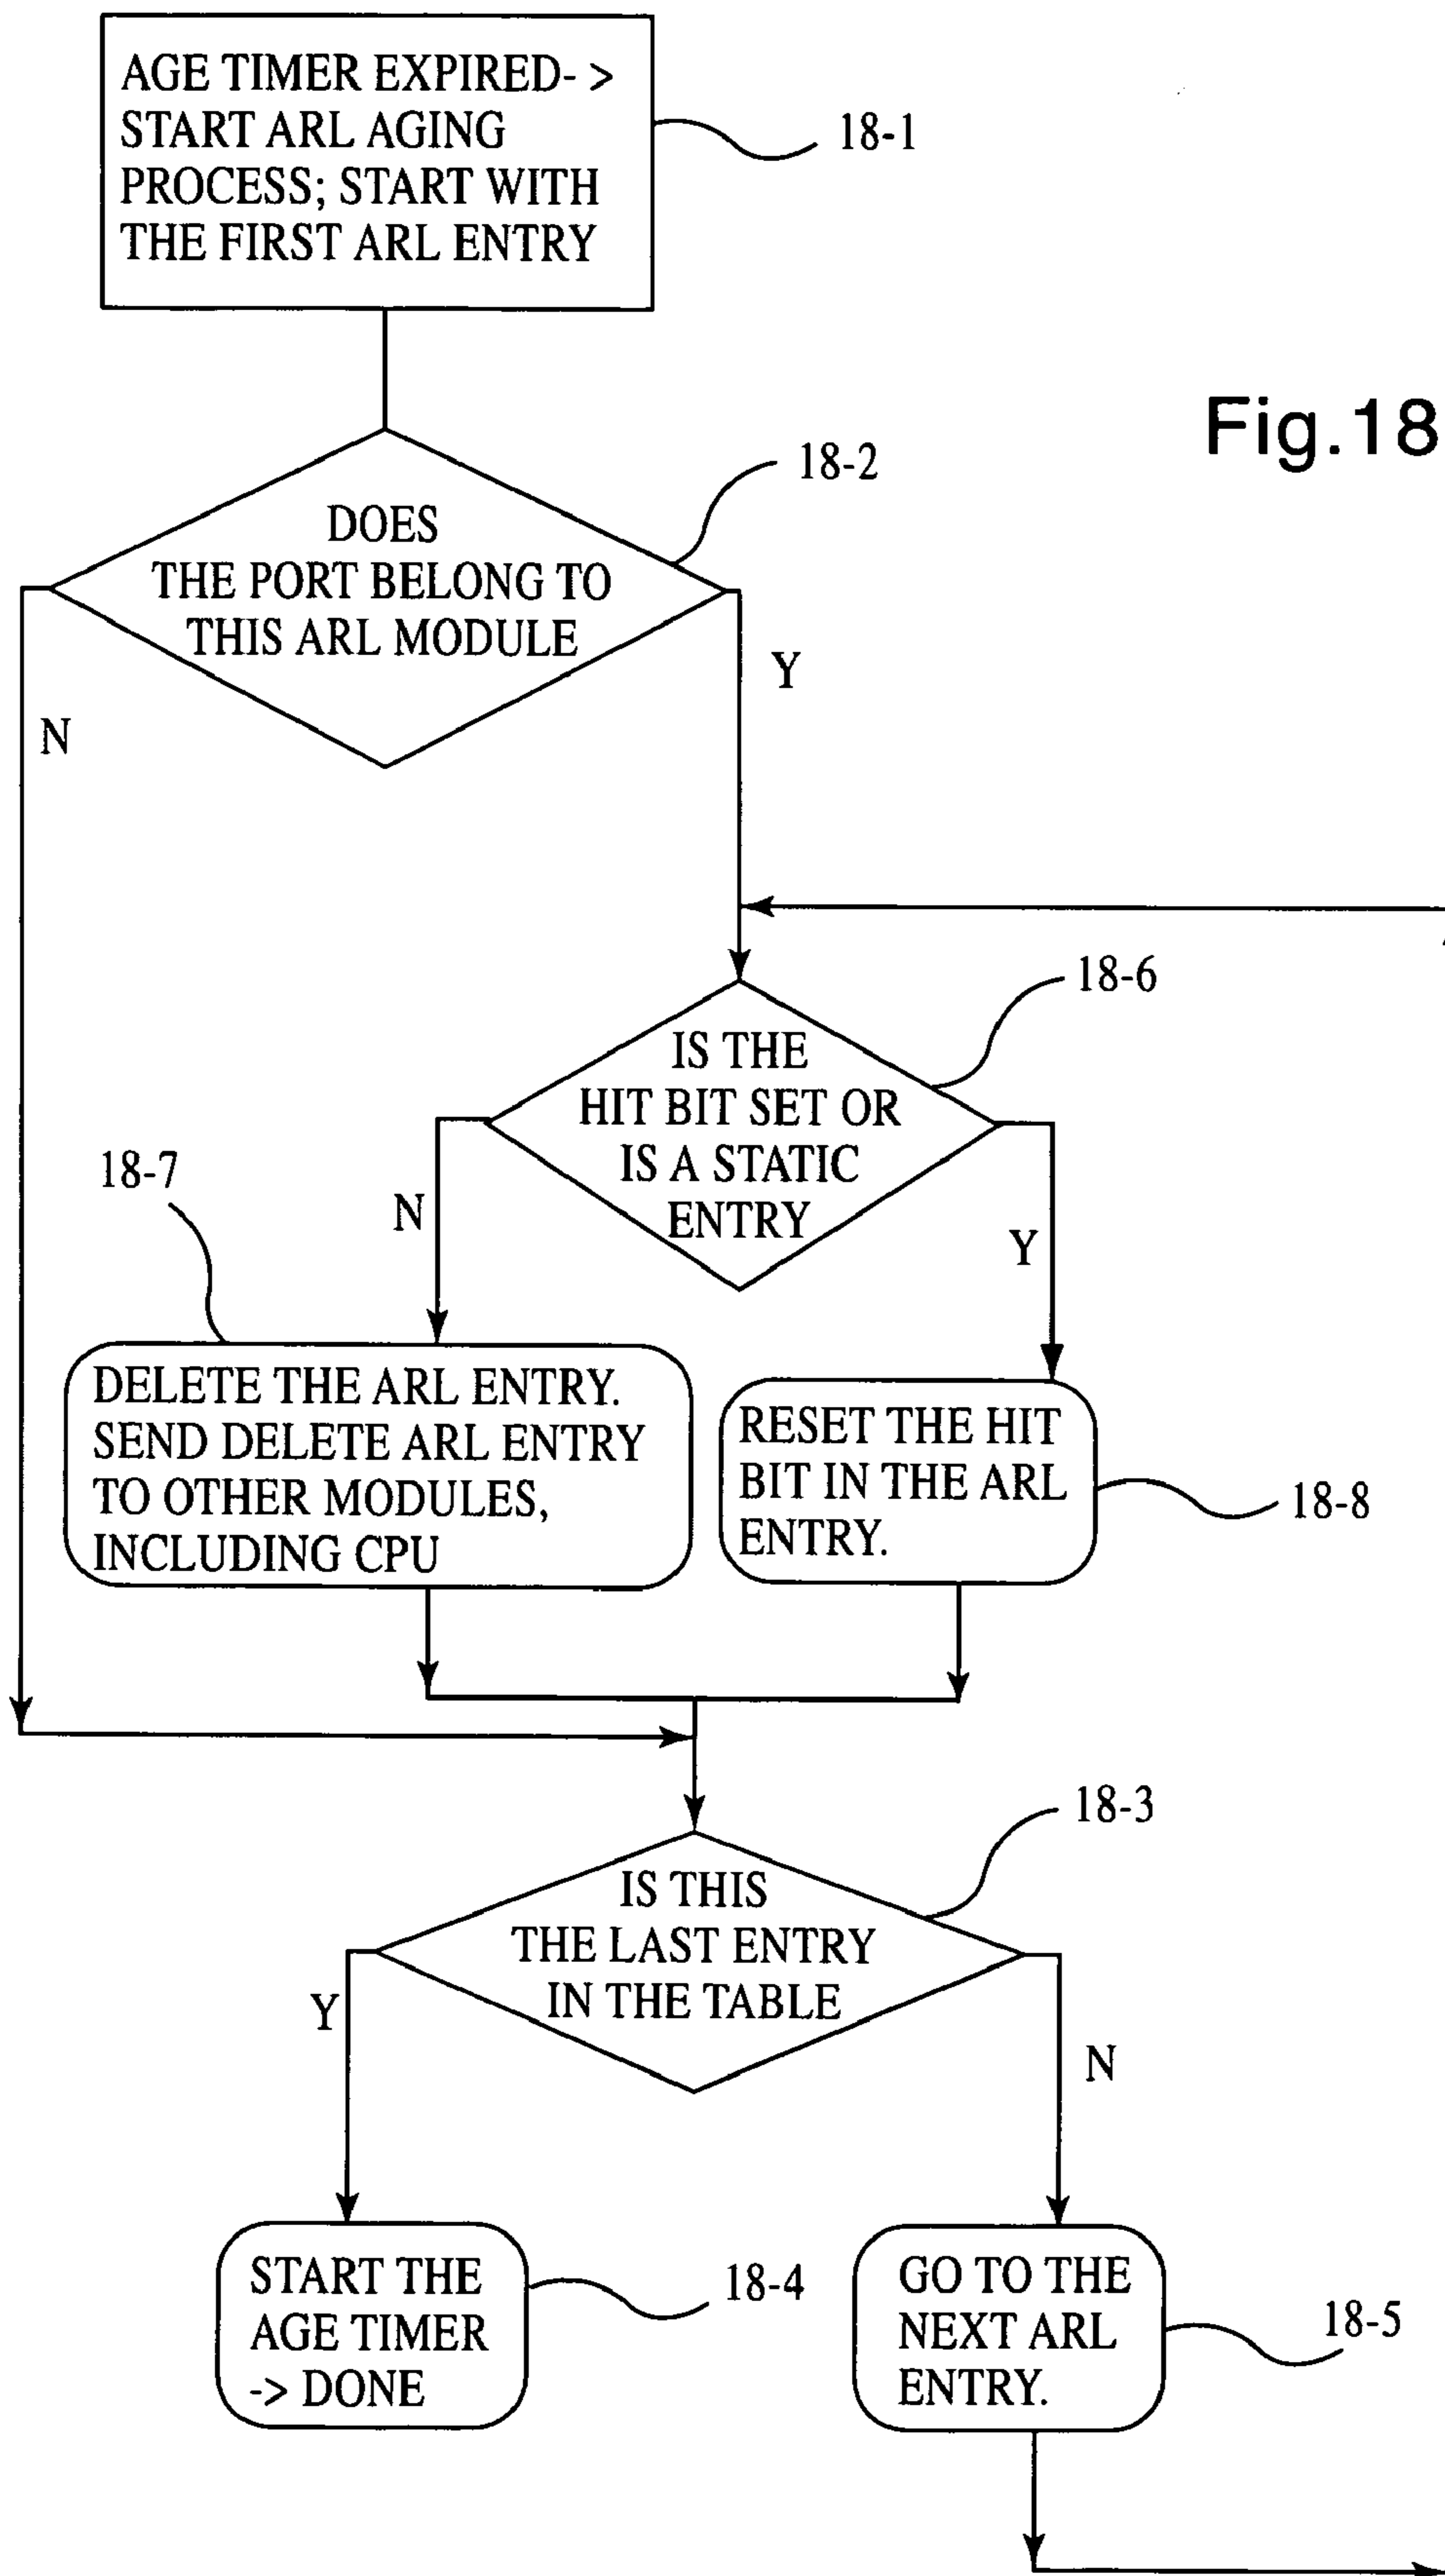 AGE TIMER EXPIRED- >
START ARL AGING
PROCESS; START WITH
THE FIRST ARL ENTRY
18-1
Fig.18
18-2
DOES
THE PORT BELONG TO
THIS ARL MODULE
Y
N
18-6
IS THE
HIT BIT SET OR
IS A STATIC
ENTRY
18-7
N
Y
DELETE THE ARL ENTRY.
SEND DELETE ARL ENTRY
TO OTHER MODULES,
INCLUDING CPU
RESET THE HIT
BIT IN THE ARL
ENTRY.
18-8
18-3
IS THIS
THE LAST ENTRY
IN THE TABLE
Y
N
START THE
AGE TIMER
-> DONE
18-4
GO TO THE
NEXT ARL
ENTRY.
18-5